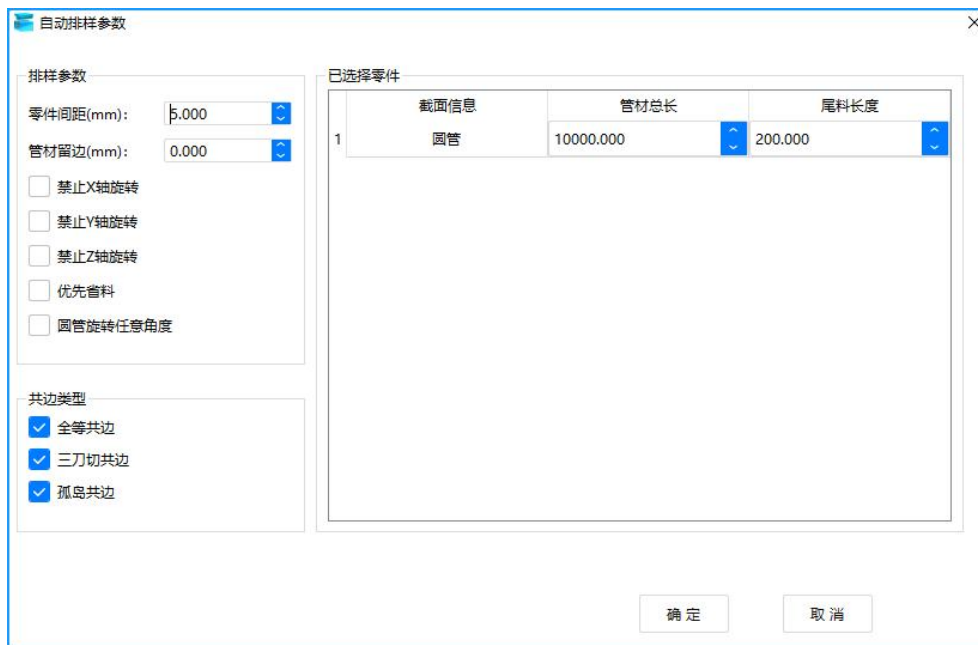 自动排样参数
排样参数
零件间距(mm): 5.000
管材留边(mm): 0.000
禁止X轴旋转
禁止Y轴旋转
禁止Z轴旋转
优先省料
圆管旋转任意角度
共边类型
全等共边
三刀切共边
孤岛共边
已选择零件
截面信息 管材总长 尾料长度
1 圆管 10000.000 200.000
确定 取消